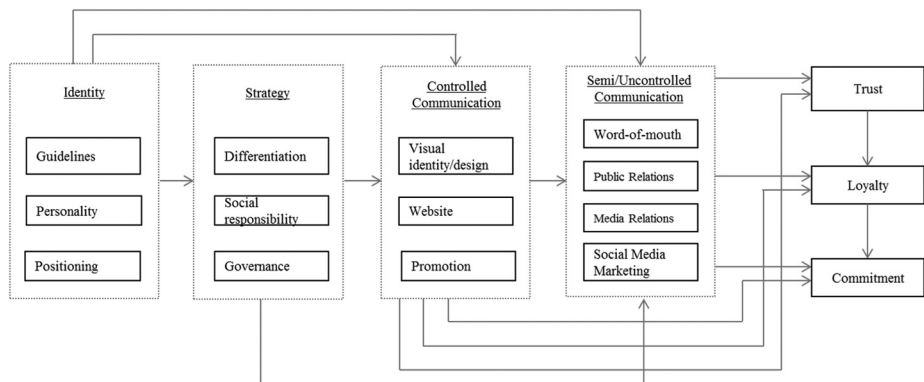 Identity
Guidelines
Personality
Positioning
Strategy
Differentiation
Social
responsibility
Governance
Controlled
Communication
Visual
identity/design
Website
Promotion
Semi/Uncontrolled
Communication
Word-of-mouth
Public Relations
Media Relations
Social Media
Marketing
Trust
Loyalty
Commitment